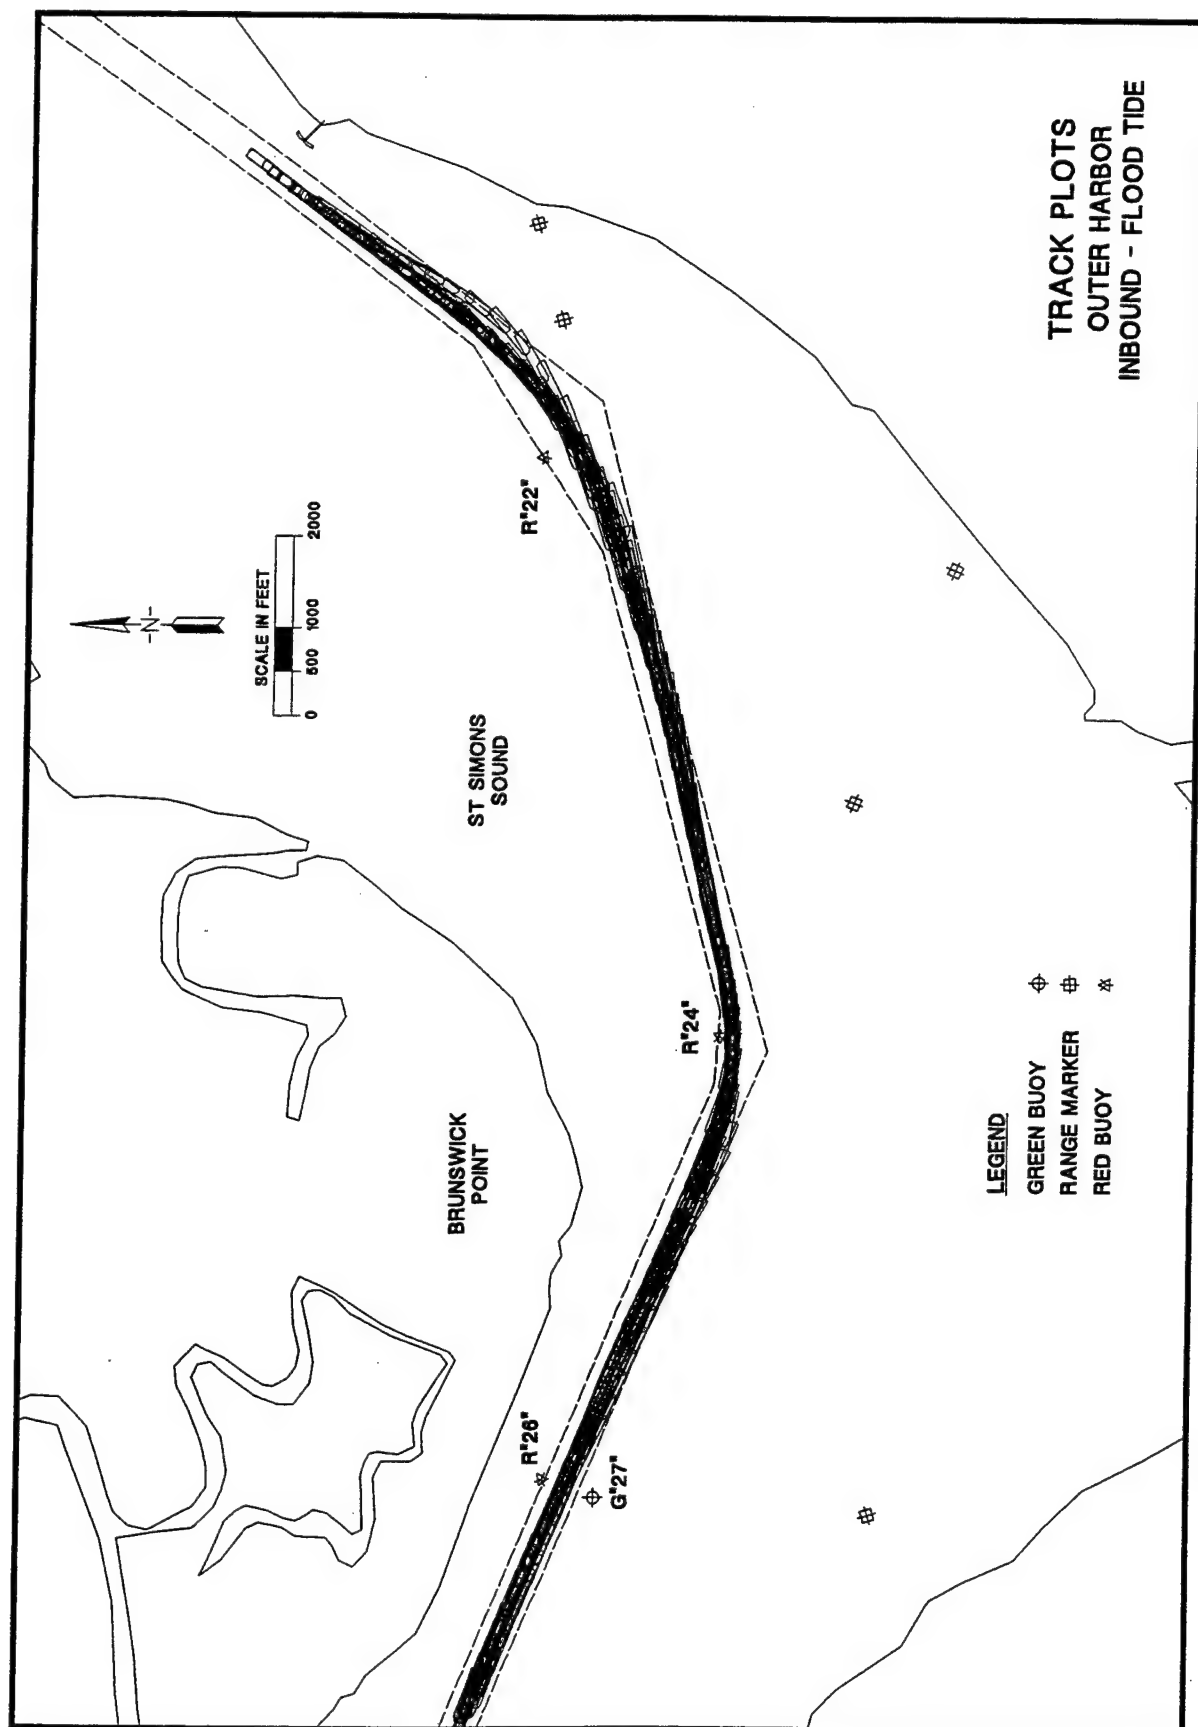 TRACK PLOTS
OUTER HARBOR
INBOUND - FLOOD TIDE
-N-
SCALE IN FEET
0 500 1000 2000
ST SIMONS
SOUND
R"22"
BRUNSWICK
POINT
R"24"
R"26"
G"27"
LEGEND
GREEN BUOY
RANGE MARKER
RED BUOY